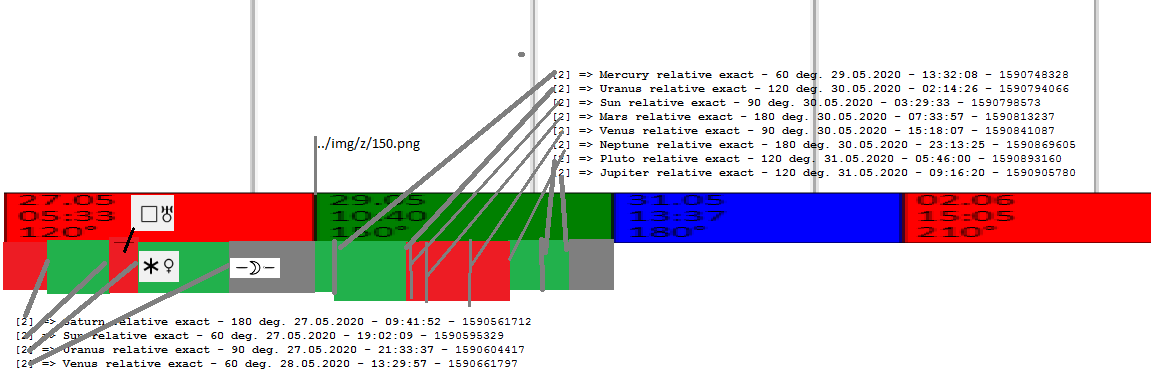 [2] => Mercury relative exact - 60 deg. 29.05.2020 - 13:32:08 - 1590748328
[2] => Uranus relative exact - 120 deg. 30.05.2020 - 02:14:26 - 1590794066
[2] => Sun relative exact - 90 deg. 30.05.2020 - 03:29:33 - 1590798573
[2] => Mars relative exact - 180 deg. 30.05.2020 - 07:33:57 - 1590813237
../img/z/150.png
[2] => Venus relative exact - 90 deg. 30.05.2020 - 15:18:07 - 1590841087
[2] => Neptune relative exact - 180 deg. 30.05.2020 - 23:13:25 - 1590869605
[2] => Pluto relative exact - 120 deg. 31.05.2020 - 05:46:00 - 1590893160
[2] => Jupiter relative exact - 120 deg. 31.05.2020 - 09:16:20 - 1590905780
27.05
05:33
120°
□♅
29.05
10:40
150°
31.05
13:37
180°
02.06
15:05
210°
∗♀
-☽-
[2] => Saturn relative exact - 180 deg. 27.05.2020 - 09:41:52 - 1590561712
[2] => Sun relative exact - 60 deg. 27.05.2020 - 19:02:09 - 1590595329
[2] => Uranus relative exact - 90 deg. 27.05.2020 - 21:33:37 - 1590604417
[2] => Venus relative exact - 60 deg. 28.05.2020 - 13:29:57 - 1590661797